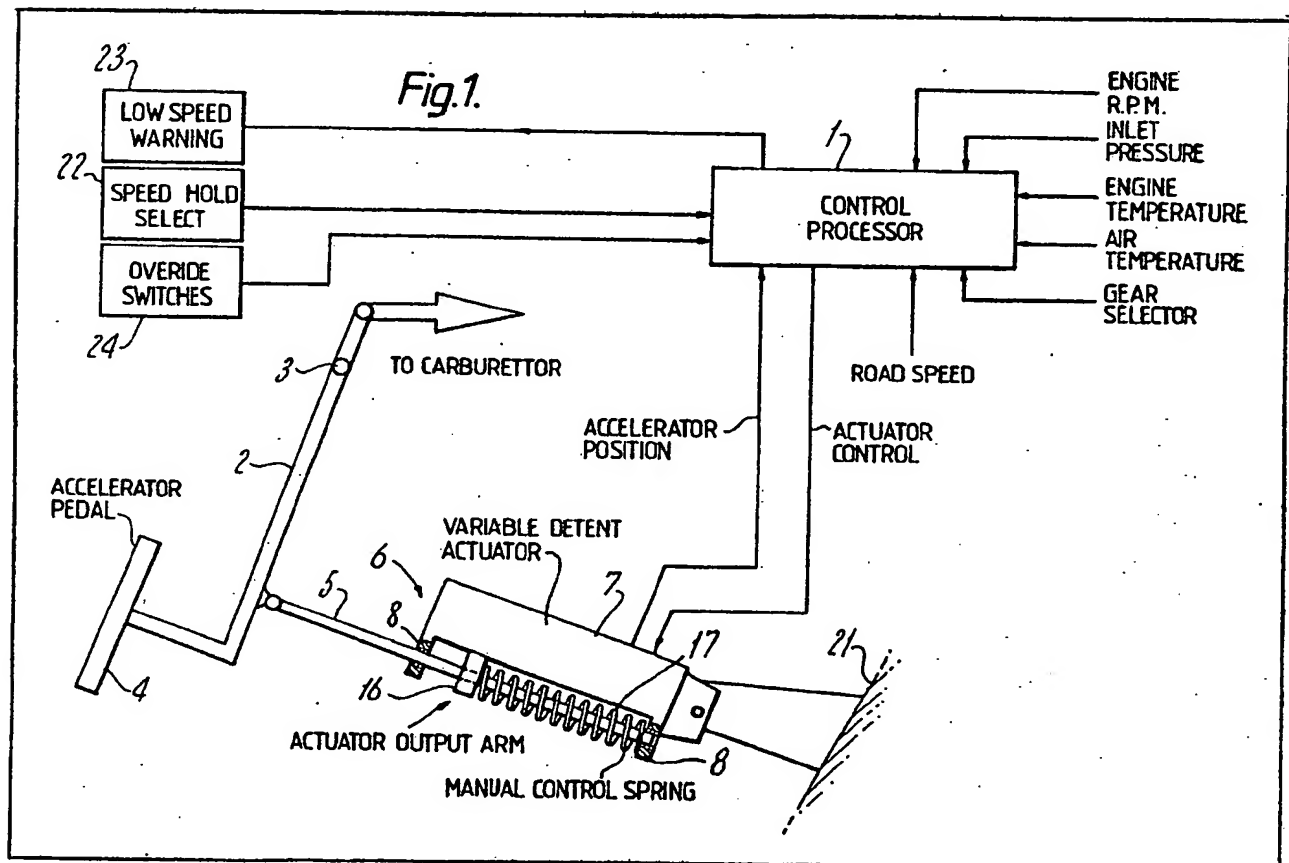 Fig.1.
23
LOW SPEED
WARNING
22
SPEED HOLD
SELECT
OVERIDE
SWITCHES
24
1
CONTROL
PROCESSOR
ENGINE
R.P.M.
INLET
PRESSURE
ENGINE
TEMPERATURE
AIR
TEMPERATURE
GEAR
SELECTOR
ROAD SPEED
3
TO CARBURETTOR
ACCELERATOR
POSITION
ACTUATOR
CONTROL
2
ACCELERATOR
PEDAL
4
VARIABLE DETENT
ACTUATOR
6
7
5
8
16
17
21
ACTUATOR OUTPUT ARM
8
MANUAL CONTROL SPRING